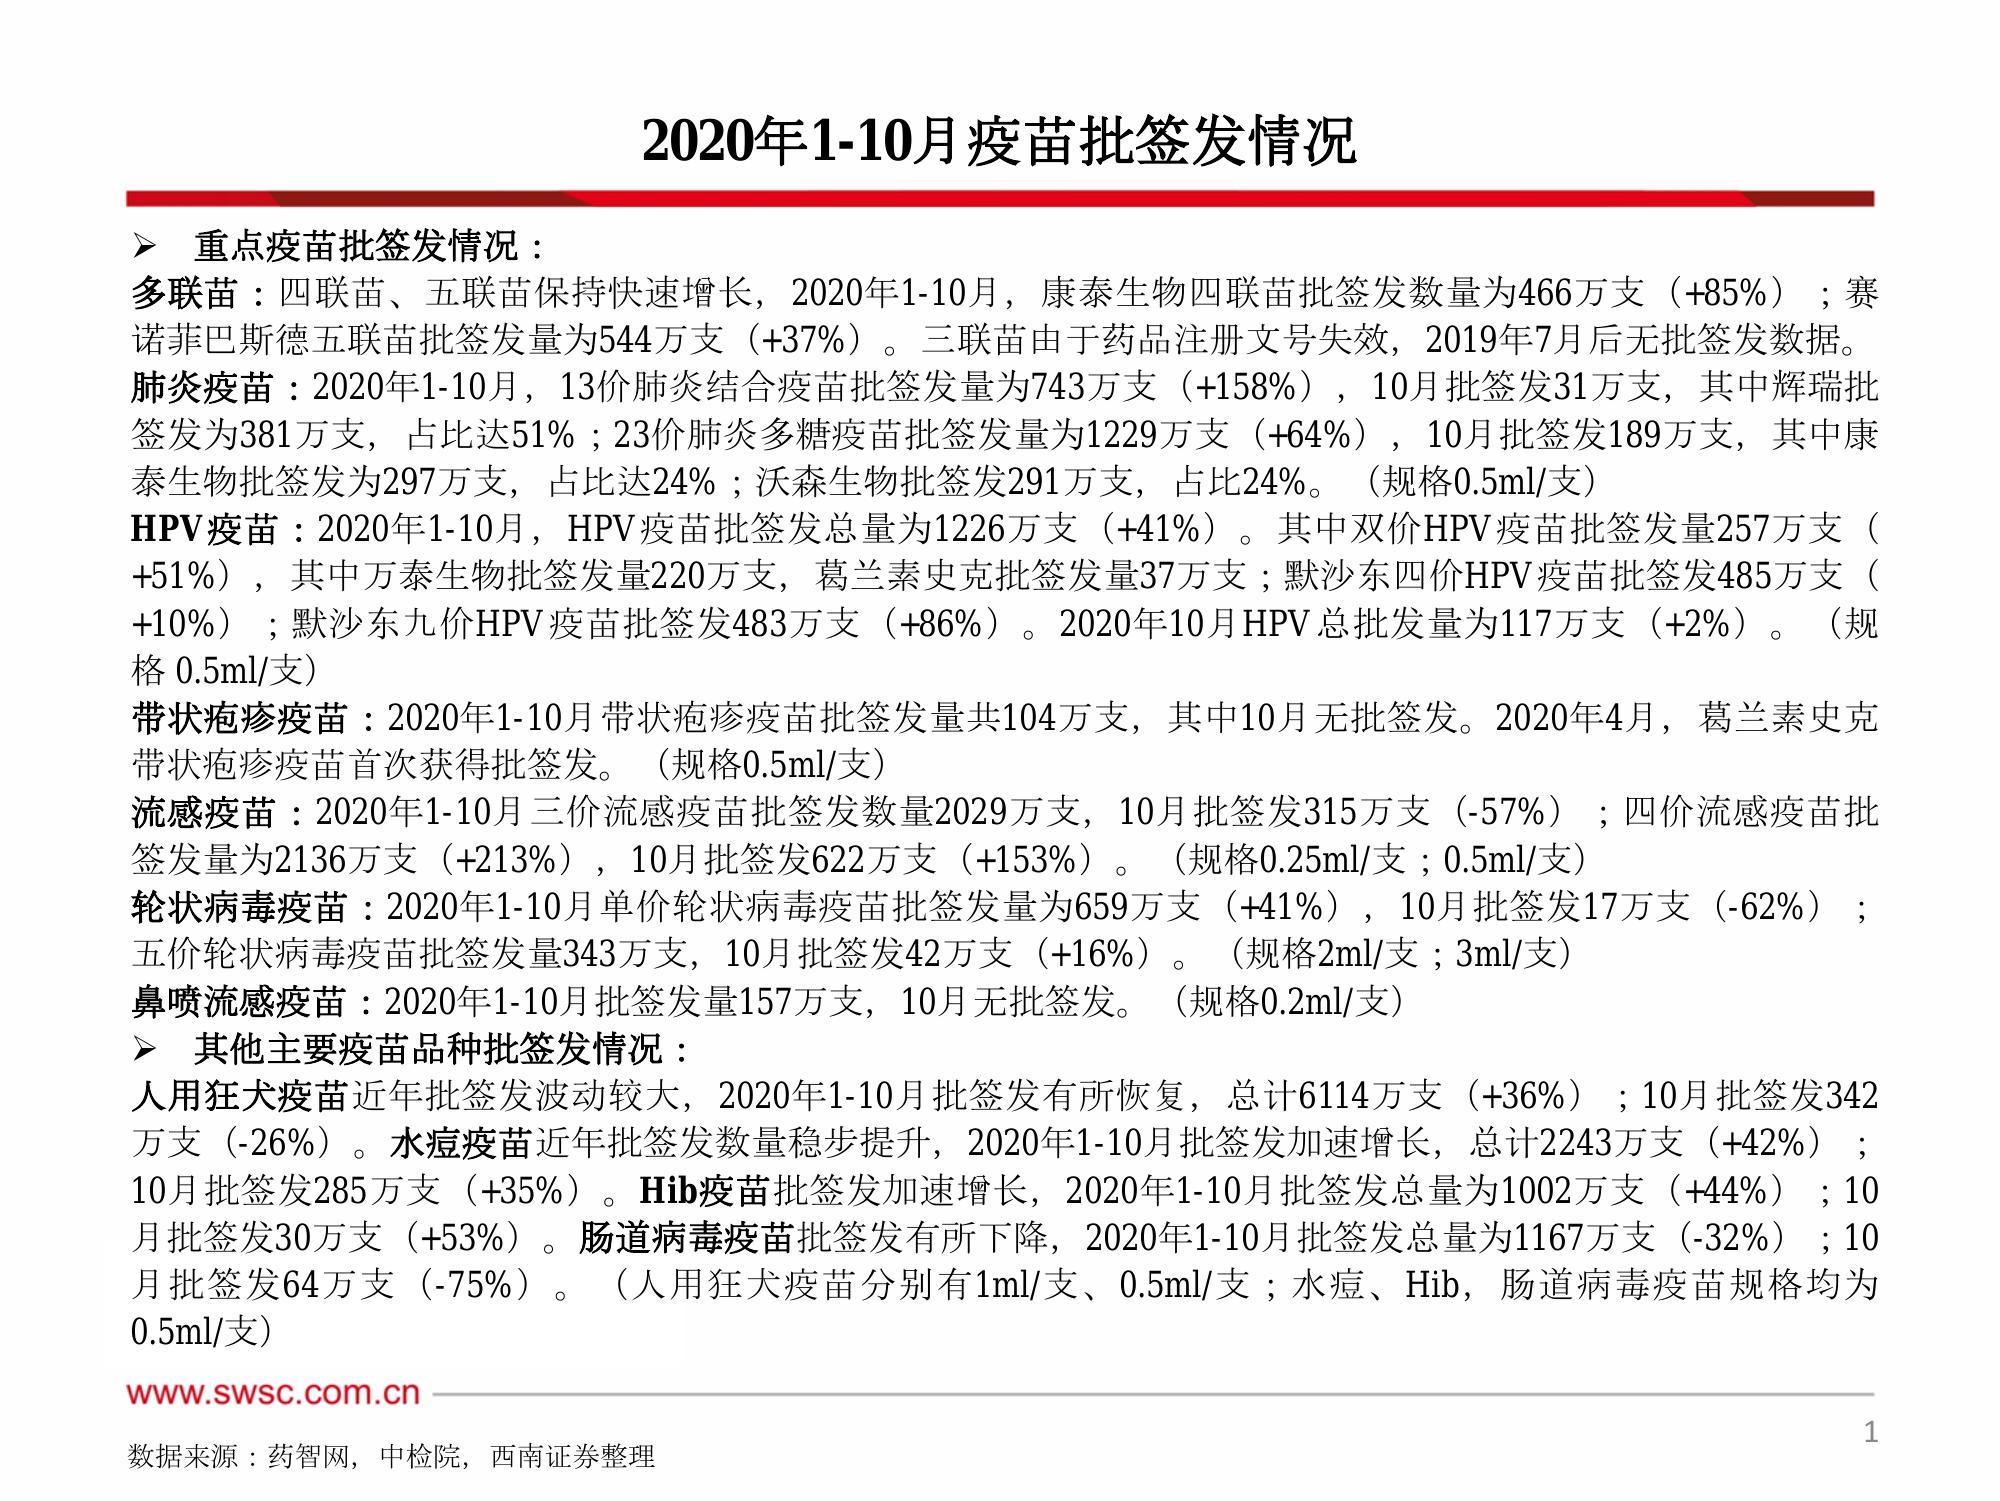 2020年1-10月疫苗批签发情况
➢ 重点疫苗批签发情况：
多联苗：四联苗、五联苗保持快速增长，2020年1-10月，康泰生物四联苗批签发数量为466万支（+85%）；赛
诺菲巴斯德五联苗批签发量为544万支（+37%）。三联苗由于药品注册文号失效，2019年7月后无批签发数据。
肺炎疫苗：2020年1-10月，13价肺炎结合疫苗批签发量为743万支（+158%），10月批签发31万支，其中辉瑞批
签发为381万支，占比达51%；23价肺炎多糖疫苗批签发量为1229万支（+64%），10月批签发189万支，其中康
泰生物批签发为297万支，占比达24%；沃森生物批签发291万支，占比24%。（规格0.5ml/支）
HPV疫苗：2020年1-10月，HPV疫苗批签发总量为1226万支（+41%）。其中双价HPV疫苗批签发量257万支（
+51%），其中万泰生物批签发量220万支，葛兰素史克批签发量37万支；默沙东四价HPV疫苗批签发485万支（
+10%）；默沙东九价HPV疫苗批签发483万支（+86%）。2020年10月HPV总批发量为117万支（+2%）。（规
格 0.5ml/支）
带状疱疹疫苗：2020年1-10月带状疱疹疫苗批签发量共104万支，其中10月无批签发。2020年4月，葛兰素史克
带状疱疹疫苗首次获得批签发。（规格0.5ml/支）
流感疫苗：2020年1-10月三价流感疫苗批签发数量2029万支，10月批签发315万支（-57%）；四价流感疫苗批
签发量为2136万支（+213%），10月批签发622万支（+153%）。（规格0.25ml/支；0.5ml/支）
轮状病毒疫苗：2020年1-10月单价轮状病毒疫苗批签发量为659万支（+41%），10月批签发17万支（-62%）；
五价轮状病毒疫苗批签发量343万支，10月批签发42万支（+16%）。（规格2ml/支；3ml/支）
鼻喷流感疫苗：2020年1-10月批签发量157万支，10月无批签发。（规格0.2ml/支）
➢ 其他主要疫苗品种批签发情况：
人用狂犬疫苗近年批签发波动较大，2020年1-10月批签发有所恢复，总计6114万支（+36%）；10月批签发342
万支（-26%）。水痘疫苗近年批签发数量稳步提升，2020年1-10月批签发加速增长，总计2243万支（+42%）；
10月批签发285万支（+35%）。Hib疫苗批签发加速增长，2020年1-10月批签发总量为1002万支（+44%）；10
月批签发30万支（+53%）。肠道病毒疫苗批签发有所下降，2020年1-10月批签发总量为1167万支（-32%）；10
月批签发64万支（-75%）。（人用狂犬疫苗分别有1ml/支、0.5ml/支；水痘、Hib，肠道病毒疫苗规格均为
0.5ml/支）
www.swsc.com.cn
1
数据来源：药智网，中检院，西南证券整理